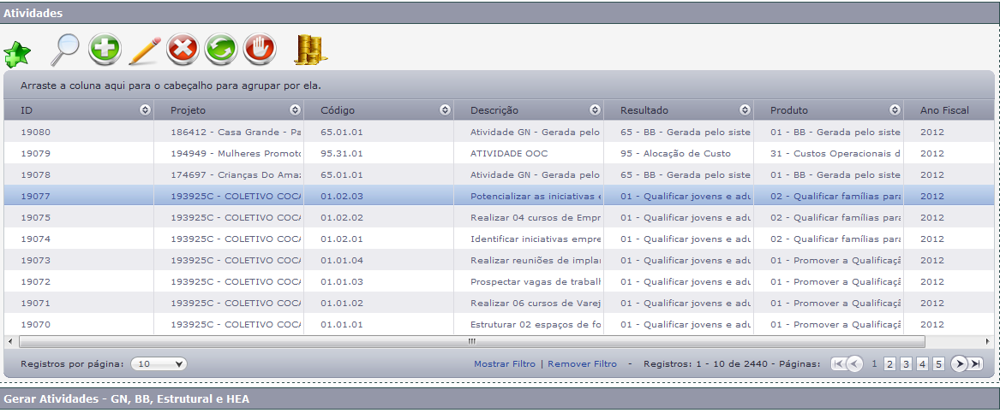 Atividades
Arraste a coluna aqui para o cabeçalho para agrupar por ela.
ID Projeto Código Descrição Resultado Produto Ano Fiscal
19080 186412 - Casa Grande - Pa 65.01.01 Atividade GN - Gerada pelo 65 - BB - Gerada pelo siste 01 - BB - Gerada pelo siste 2012
19079 194949 - Mulheres Promoto 95.31.01 ATIVIDADE OOC 95 - Alocação de Custo 31 - Custos Operacionais d 2012
19078 174697 - Crianças Do Ama: 65.01.01 Atividade GN - Gerada pelo 65 - BB - Gerada pelo siste 01 - BB - Gerada pelo siste 2012
19077 193925C - COLETIVO COCA 01.02.03 Potencializar as iniciativas e 01 - Qualificar jovens e adu 02 - Qualificar famílias para 2012
19075 193925C - COLETIVO COCA 01.02.02 Realizar 04 cursos de Empr 01 - Qualificar jovens e adu 02 - Qualificar famílias para 2012
19074 193925C - COLETIVO COCA 01.02.01 Identificar iniciativas empre 01 - Qualificar jovens e adu 02 - Qualificar famílias para 2012
19073 193925C - COLETIVO COCA 01.01.04 Realizar reuniões de implan 01 - Qualificar jovens e adu 01 - Promover a Qualificaçã 2012
19072 193925C - COLETIVO COCA 01.01.03 Prospectar vagas de trabalh 01 - Qualificar jovens e adu 01 - Promover a Qualificaçã 2012
19071 193925C - COLETIVO COCA 01.01.02 Realizar 06 cursos de Varej 01 - Qualificar jovens e adu 01 - Promover a Qualificaçã 2012
19070 193925C - COLETIVO COCA 01.01.01 Estruturar 02 espaços de fo 01 - Qualificar jovens e adu 01 - Promover a Qualificaçã 2012
Registros por página: 10 Mostrar Filtro | Remover Filtro - Registros: 1 - 10 de 2440 - Páginas: 1 2 3 4 5
Gerar Atividades - GN, BB, Estrutural e HEA